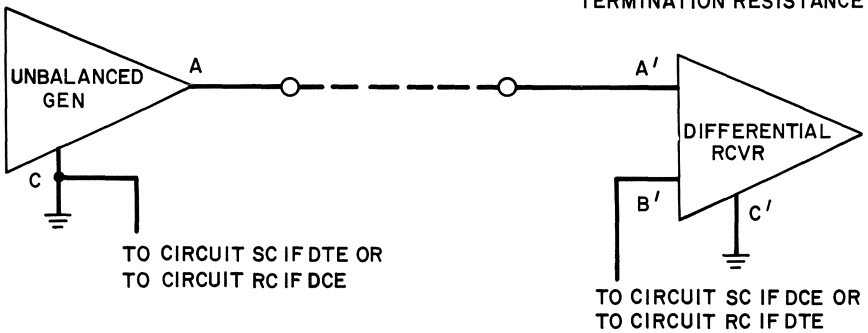 TERMINATION RESISTANCE
A
UNBALANCED
GEN
A'
DIFFERENTIAL
RCVR
C
B'
C'
TO CIRCUIT SC IF DTE OR
TO CIRCUIT RC IF DCE
TO CIRCUIT SC IF DCE OR
TO CIRCUIT RC IF DTE